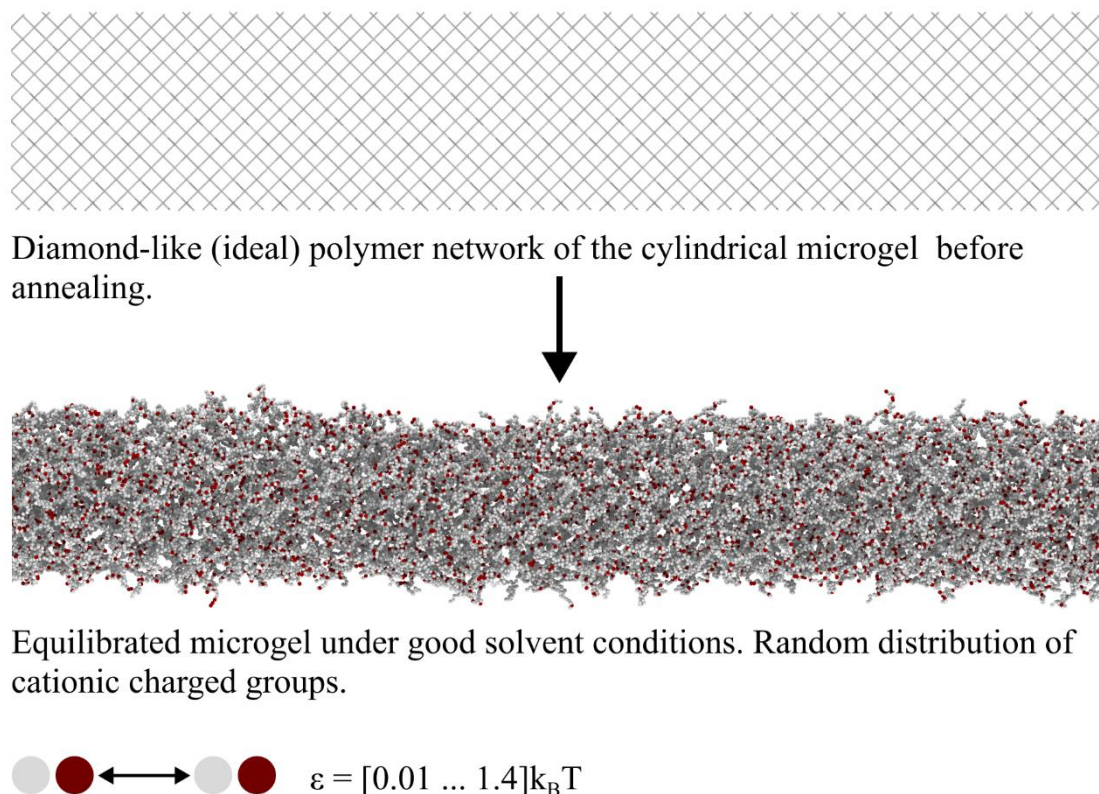 Diamond-like (ideal) polymer network of the cylindrical microgel  before
annealing.
Equilibrated microgel under good solvent conditions. Random distribution of
cationic charged groups.
ε = [0.01 ... 1.4]k_BT